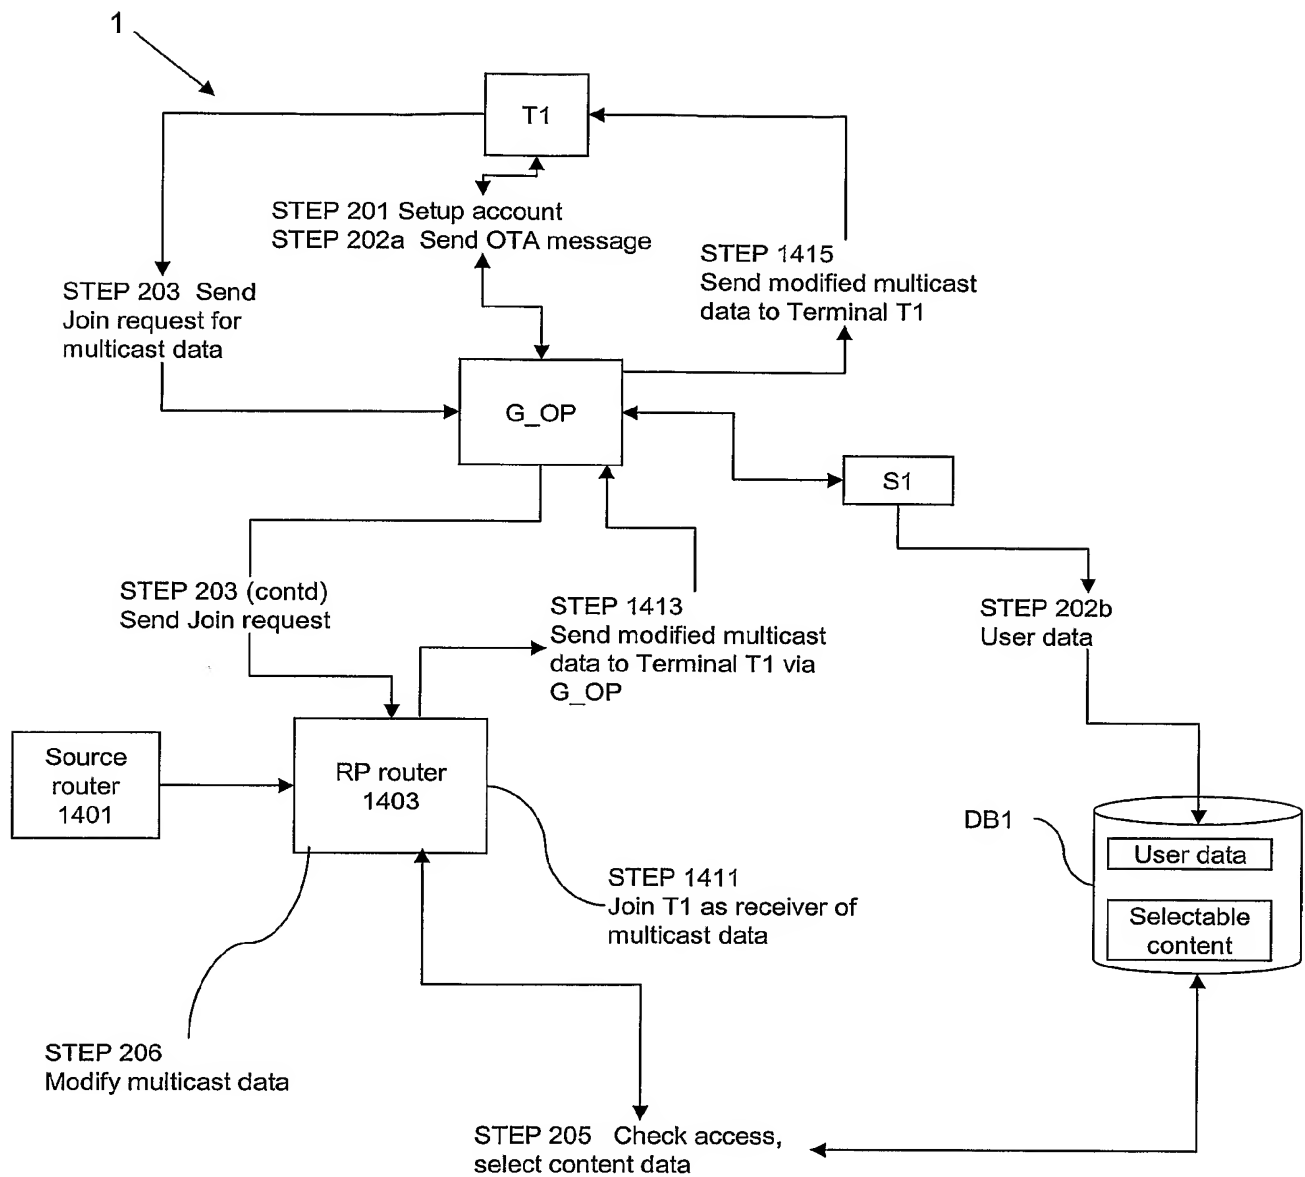 1
T1
STEP 201 Setup account
STEP 202a Send OTA message
STEP 1415
Send modified multicast
data to Terminal T1
STEP 203 Send
Join request for
multicast data
G_OP
S1
STEP 203 (contd)
Send Join request
STEP 1413
Send modified multicast
data to Terminal T1 via
G_OP
STEP 202b
User data
Source
router
1401
RP router
1403
DB1
User data
Selectable
content
STEP 1411
Join T1 as receiver of
multicast data
STEP 206
Modify multicast data
STEP 205 Check access,
select content data